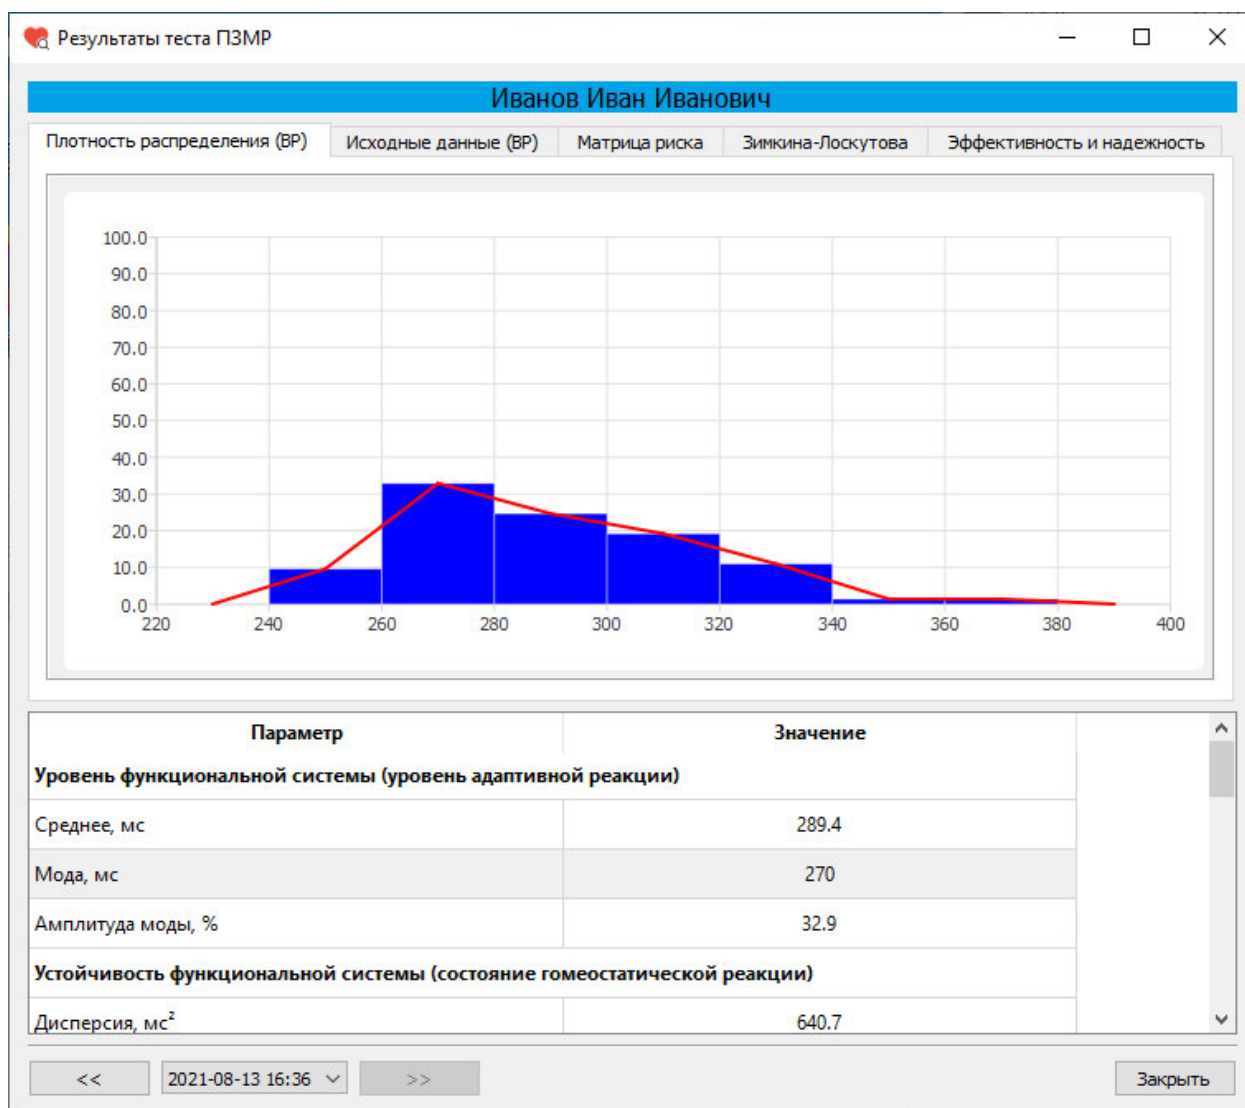 Результаты теста ПЗМР
Иванов Иван Иванович
Плотность распределения (ВР) Исходные данные (ВР) Матрица риска Зимкина-Лоскутова Эффективность и надежность
100.0
90.0
80.0
70.0
60.0
50.0
40.0
30.0
20.0
10.0
0.0
220 240 260 280 300 320 340 360 380 400
Параметр Значение
Уровень функциональной системы (уровень адаптивной реакции)
Среднее, мс 289.4
Мода, мс 270
Амплитуда моды, % 32.9
Устойчивость функциональной системы (состояние гомеостатической реакции)
Дисперсия, мс² 640.7
<< 2021-08-13 16:36 >> Закрыть